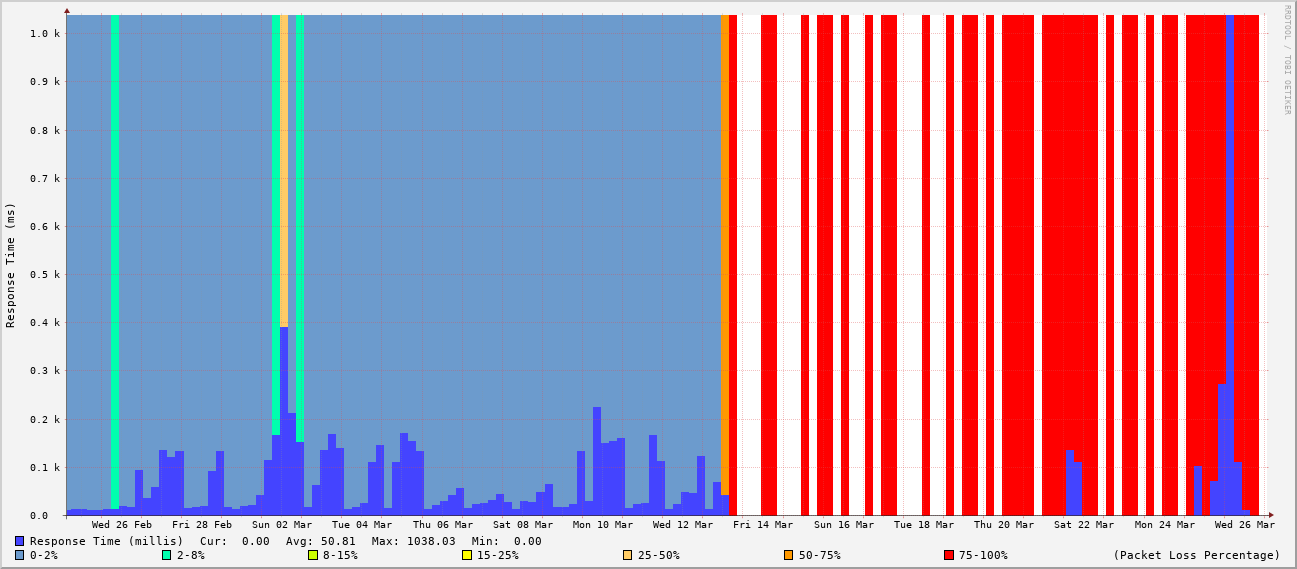 1.0 k
0.9 k
0.8 k
0.7 k
0.6 k
0.5 k
0.4 k
0.3 k
0.2 k
0.1 k
0.0
Response Time (ms)
RRDTOOL / TOBI OETIKER
Wed 26 Feb Fri 28 Feb Sun 02 Mar Tue 04 Mar Thu 06 Mar Sat 08 Mar Mon 10 Mar Wed 12 Mar Fri 14 Mar Sun 16 Mar Tue 18 Mar Thu 20 Mar Sat 22 Mar Mon 24 Mar Wed 26 Mar
Response Time (millis) Cur: 0.00 Avg: 50.81 Max: 1038.03 Min: 0.00
0-2% 2-8% 8-15% 15-25% 25-50% 50-75% 75-100% (Packet Loss Percentage)